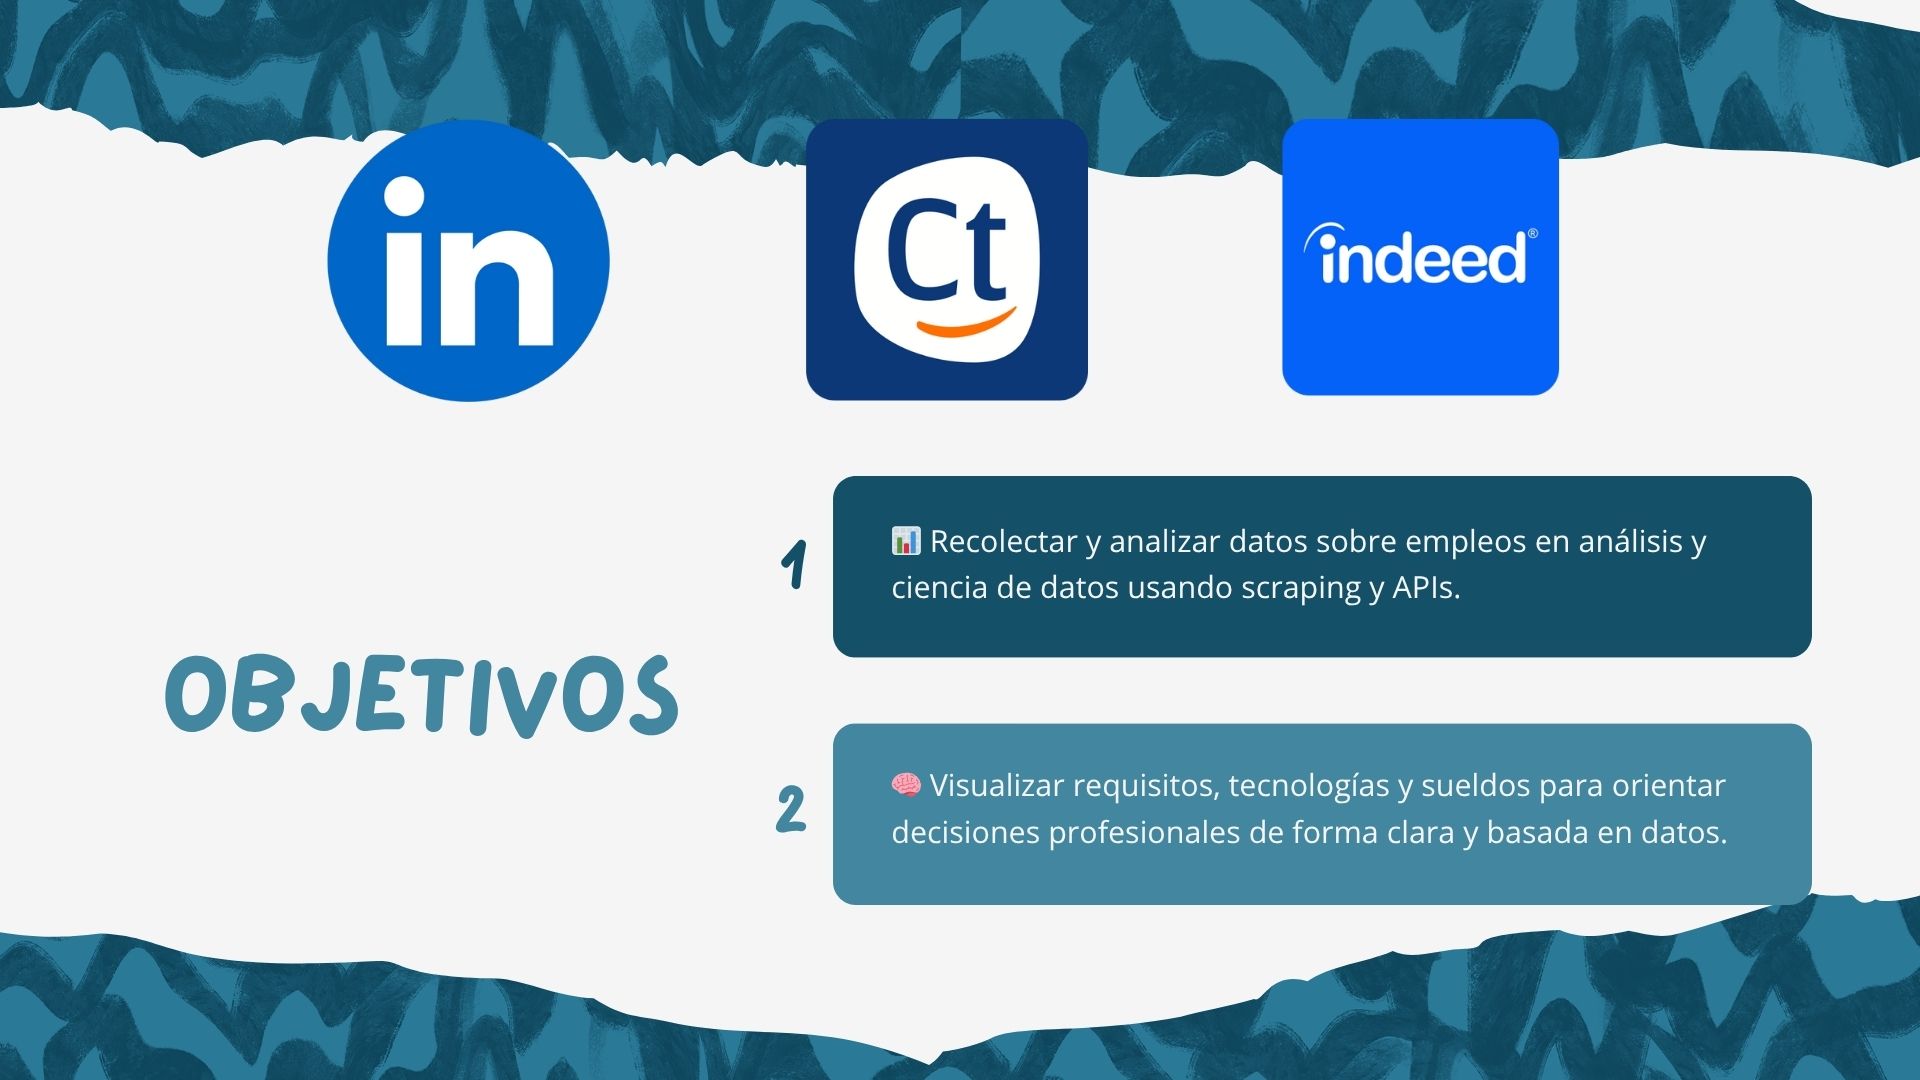 in
Ct
indeed®
OBJETIVOS
1
📊 Recolectar y analizar datos sobre empleos en análisis y
ciencia de datos usando scraping y APIs.
2
🧠 Visualizar requisitos, tecnologías y sueldos para orientar
decisiones profesionales de forma clara y basada en datos.